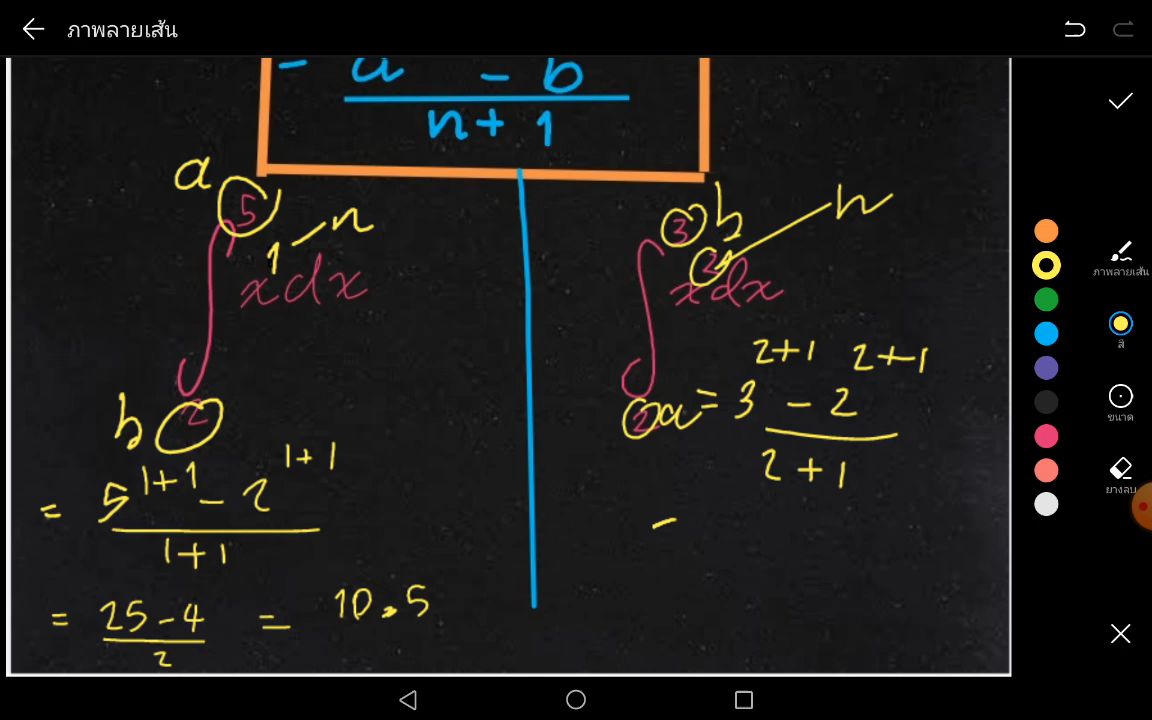 ภาพลายเส้น
- a - b
n + 1
a 5
1 n
x dx
b 2
= 5^{1+1} - 2^{1+1}
1 + 1
= 25 - 4 = 10.5
2
3 b n
2
x dx
2 a = 3^{2+1} - 2^{2+1}
2 + 1
-
ภาพลายเส้น
สี
ขนาด
ยางลบ